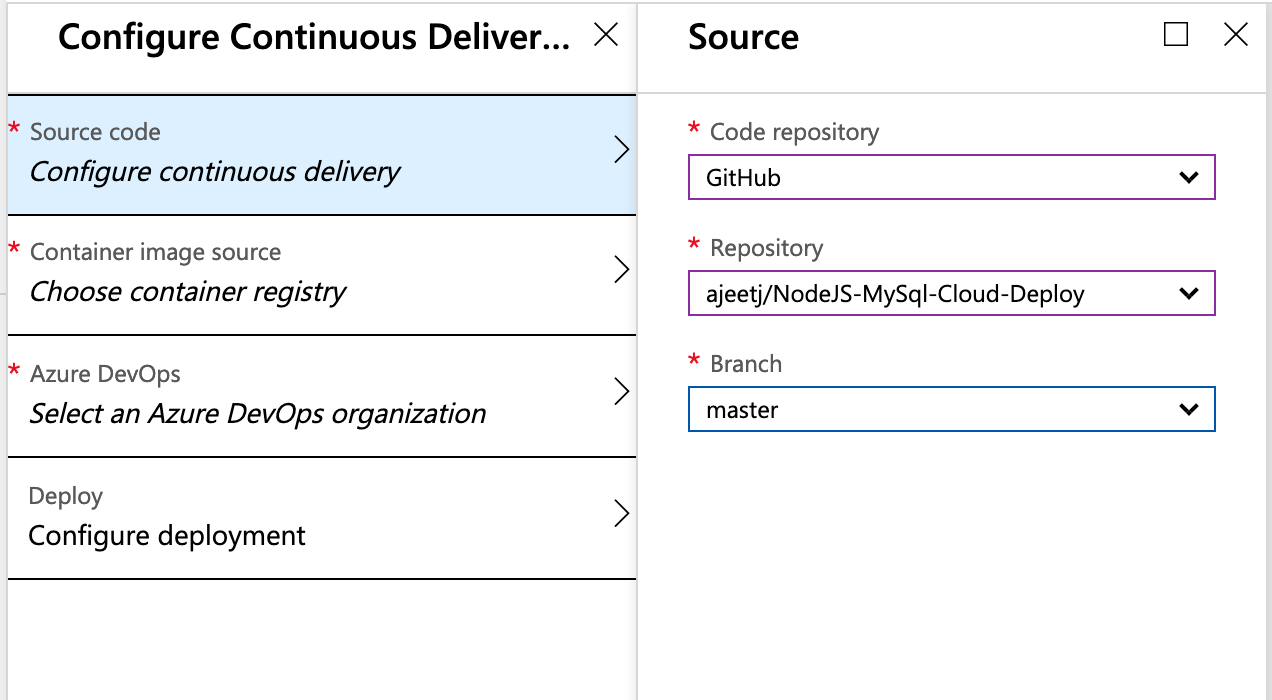 Configure Continuous Deliver...
* Source code
Configure continuous delivery
* Container image source
Choose container registry
* Azure DevOps
Select an Azure DevOps organization
Deploy
Configure deployment
Source
* Code repository
GitHub
* Repository
ajeetj/NodeJS-MySql-Cloud-Deploy
* Branch
master